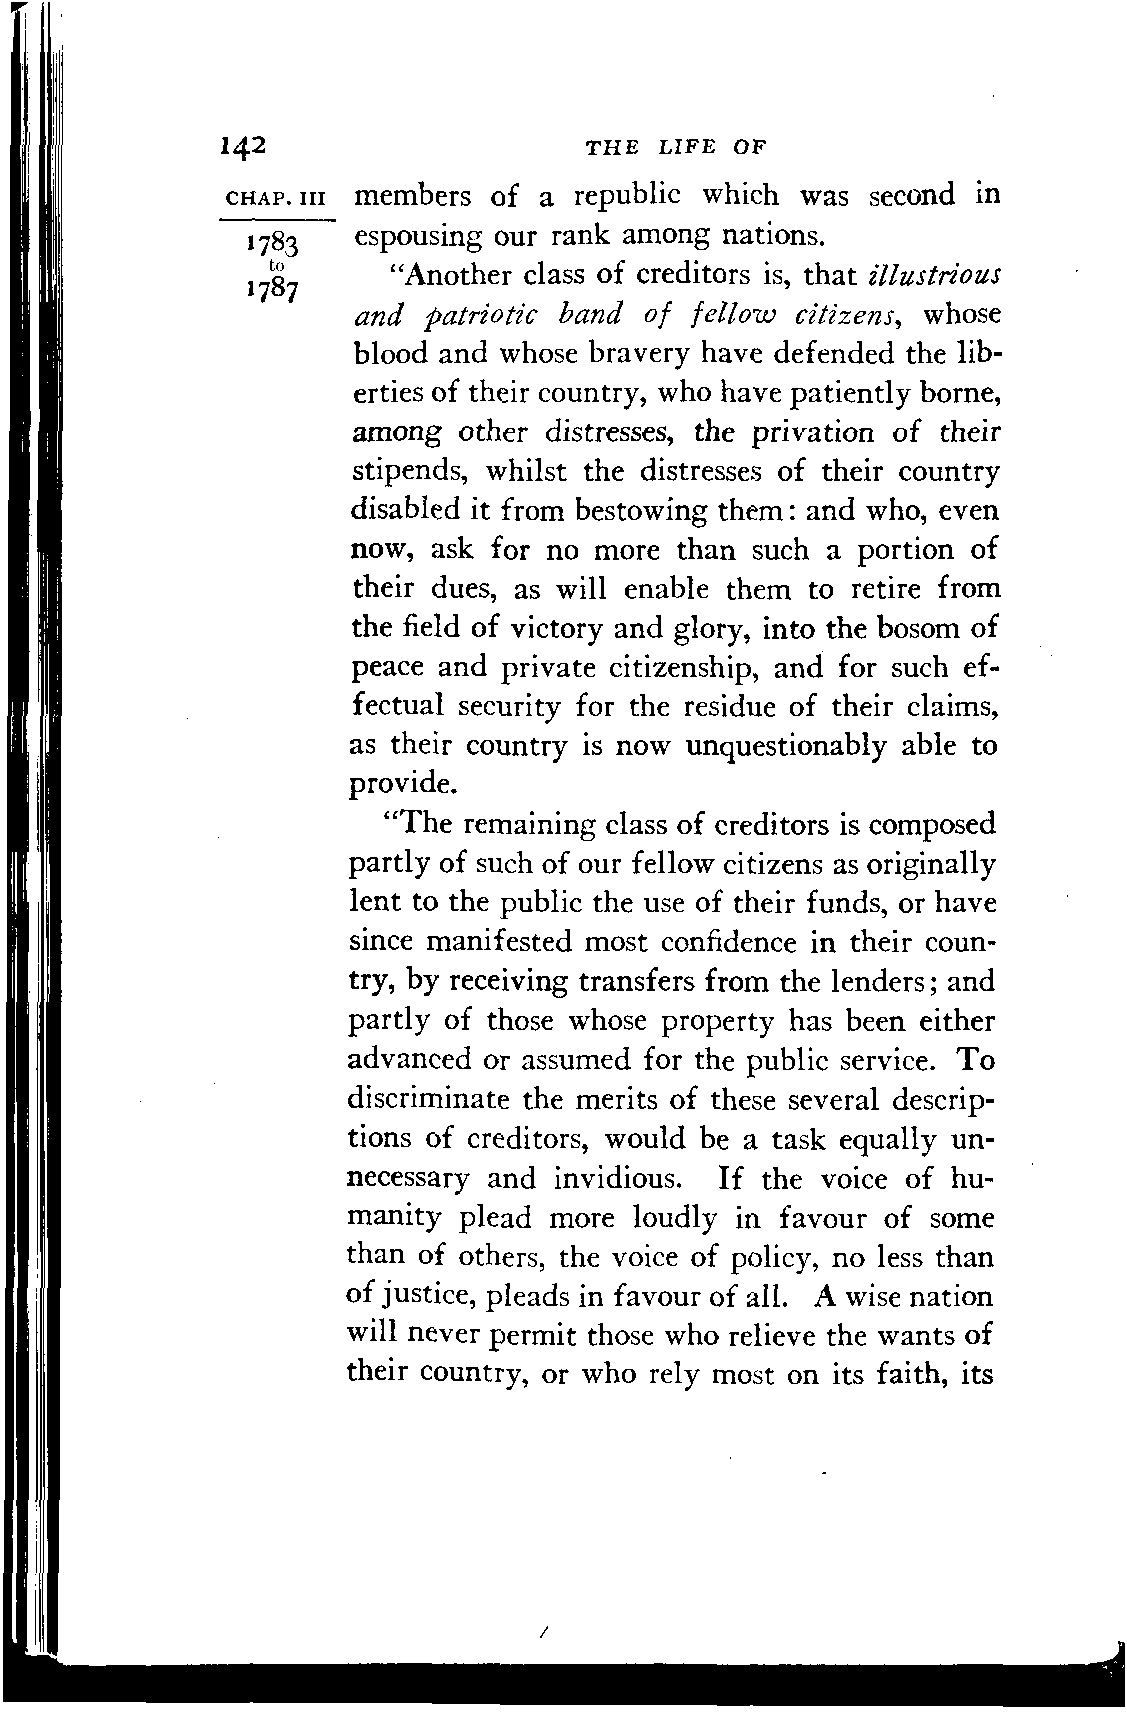 142 THE LIFE OF
CHAP. III members of a republic which was second in
1783 espousing our rank among nations.
to
1787 “Another class of creditors is, that illustrious
and patriotic band of fellow citizens, whose
blood and whose bravery have defended the lib-
erties of their country, who have patiently borne,
among other distresses, the privation of their
stipends, whilst the distresses of their country
disabled it from bestowing them: and who, even
now, ask for no more than such a portion of
their dues, as will enable them to retire from
the field of victory and glory, into the bosom of
peace and private citizenship, and for such ef-
fectual security for the residue of their claims,
as their country is now unquestionably able to
provide.
“The remaining class of creditors is composed
partly of such of our fellow citizens as originally
lent to the public the use of their funds, or have
since manifested most confidence in their coun-
try, by receiving transfers from the lenders; and
partly of those whose property has been either
advanced or assumed for the public service. To
discriminate the merits of these several descrip-
tions of creditors, would be a task equally un-
necessary and invidious. If the voice of hu-
manity plead more loudly in favour of some
than of others, the voice of policy, no less than
of justice, pleads in favour of all. A wise nation
will never permit those who relieve the wants of
their country, or who rely most on its faith, its